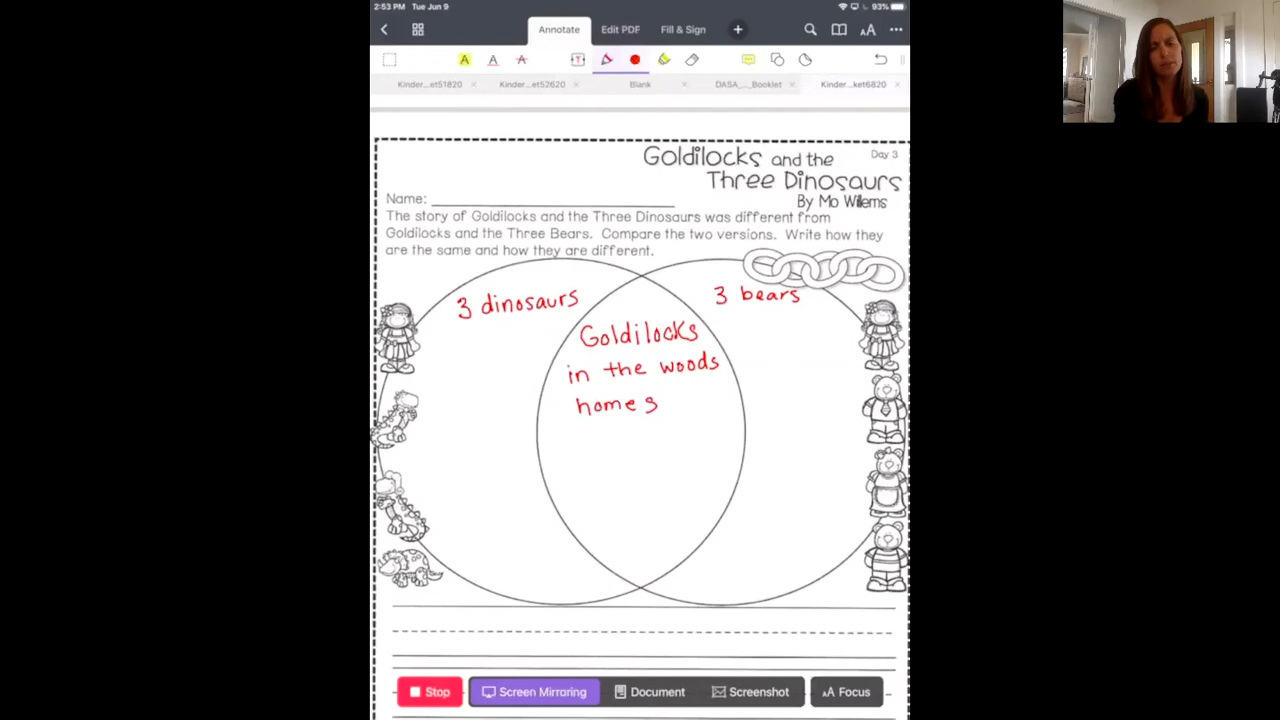 2:53 PM Tue Jun 9 93%
Annotate Edit PDF Fill & Sign
Kinder...et51820 Kinder...et52620 Blank DASA_..._Booklet Kinder...ket6820
Goldilocks and the
Three Dinosaurs
By Mo Willems
Day 3
Name:
The story of Goldilocks and the Three Dinosaurs was different from
Goldilocks and the Three Bears. Compare the two versions. Write how they
are the same and how they are different.
3 dinosaurs
3 bears
Goldilocks
in the woods
homes
Stop Screen Mirroring Document Screenshot AA Focus